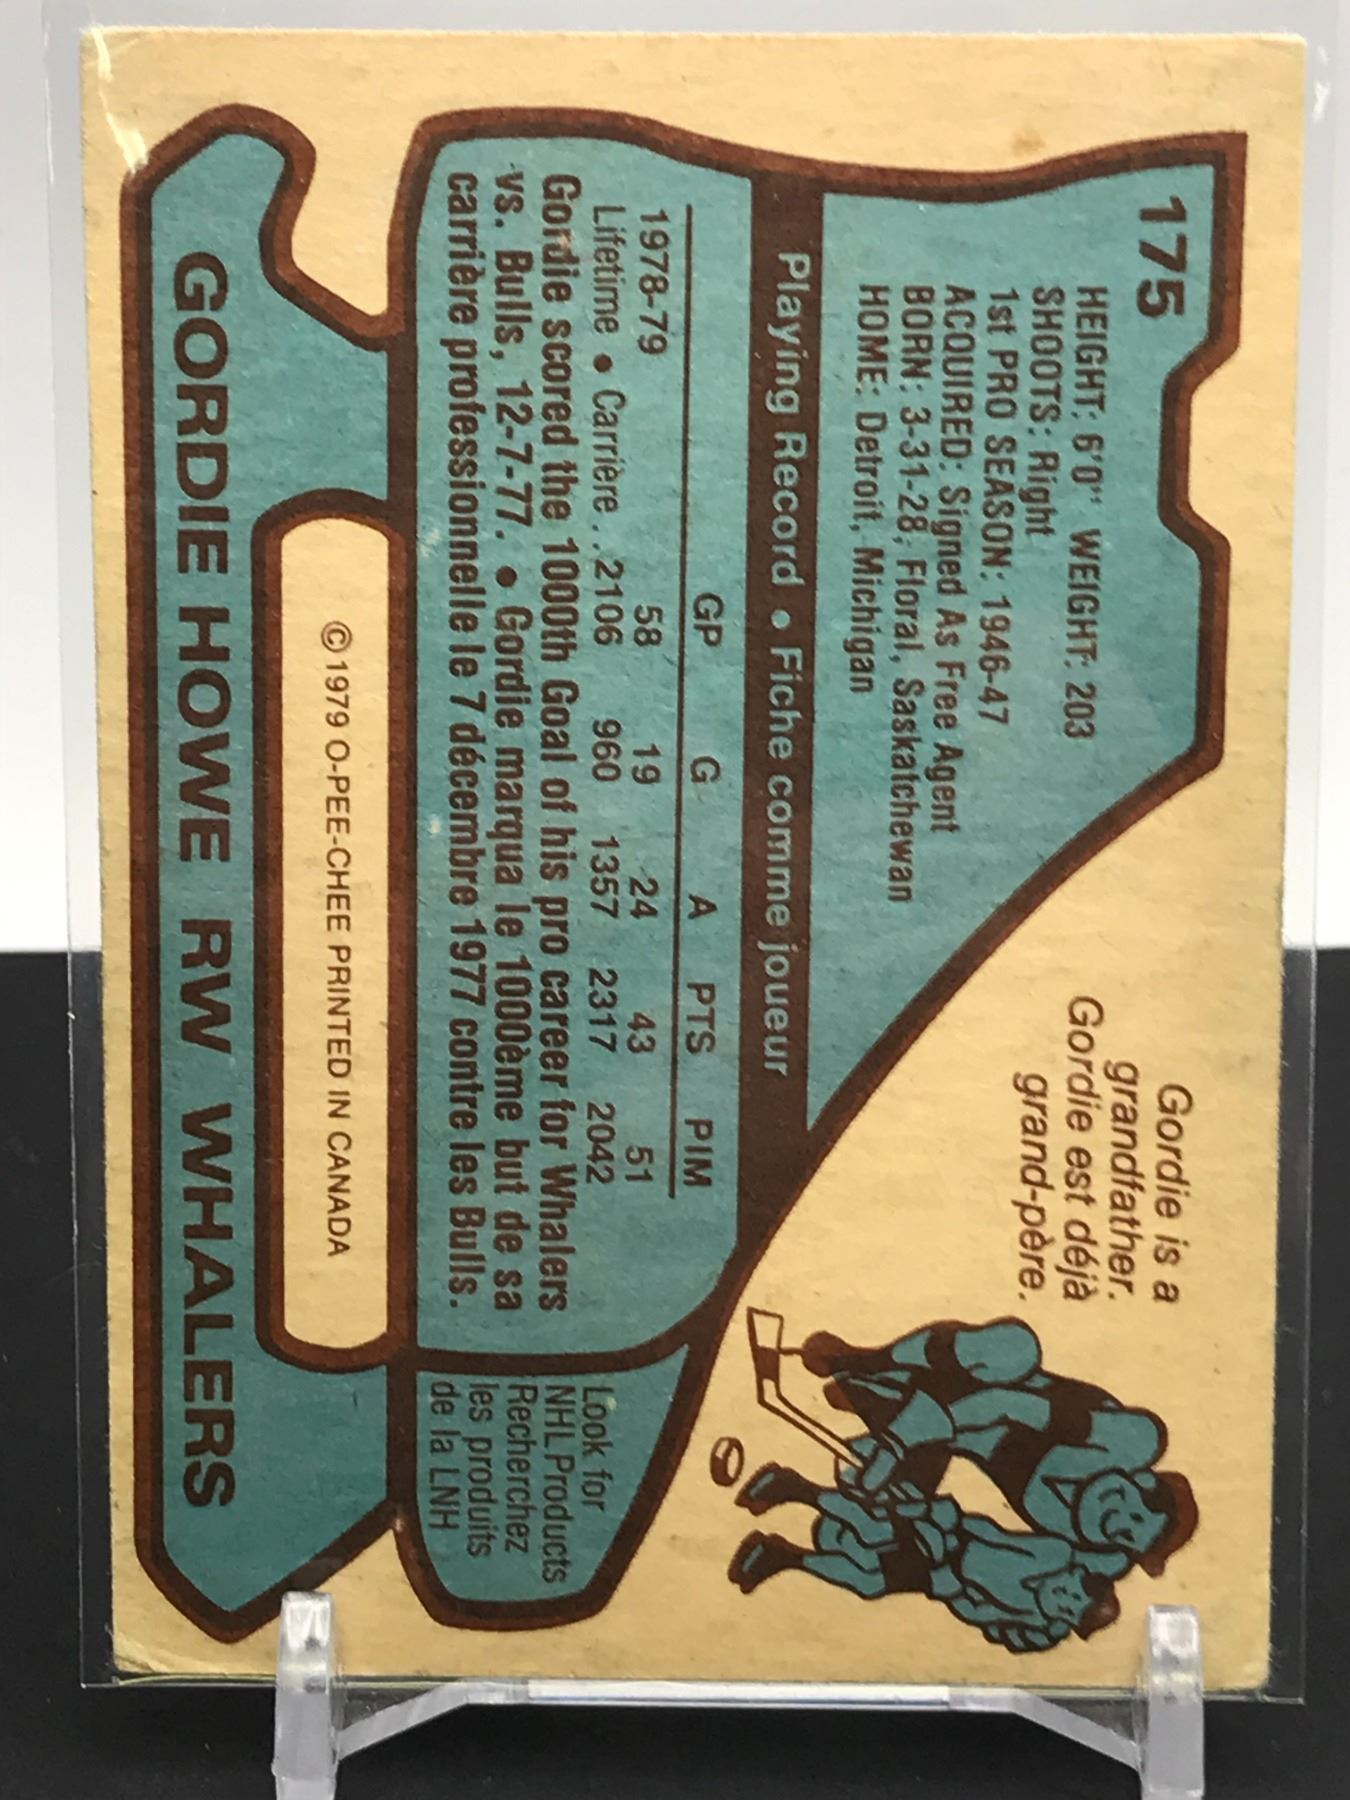 175
HEIGHT: 6'0" WEIGHT: 203
SHOOTS: Right
1st PRO SEASON: 1946-47
ACQUIRED: Signed As Free Agent
BORN: 3-31-28, Floral, Saskatchewan
HOME: Detroit, Michigan
Gordie is a
grandfather.
Gordie est déjà
grand-père.
Playing Record • Fiche comme joueur
GP G A PTS PIM
1978-79 58 19 24 43 51
Lifetime • Carrière..2106 960 1357 2317 2042
Gordie scored the 1000th Goal of his pro career for Whalers
vs. Bulls, 12-7-77. • Gordie marqua le 1000ème but de sa
carrière professionnelle le 7 décembre 1977 contre les Bulls.
Look for
NHL Products
Recherchez
les produits
de la LNH
©1979 O-PEE-CHEE PRINTED IN CANADA
GORDIE HOWE RW WHALERS